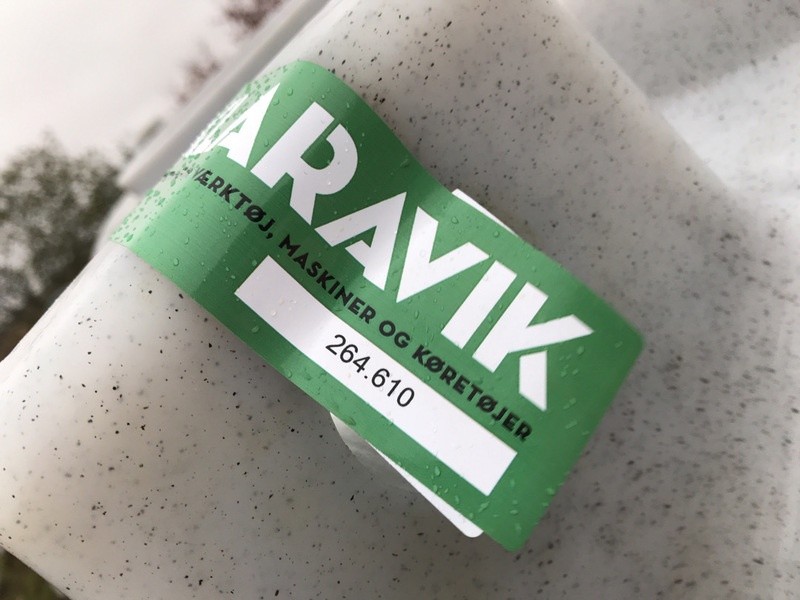 ARAVIK
VÆRKTØJ, MASKINER OG KØRETØJER
264.610